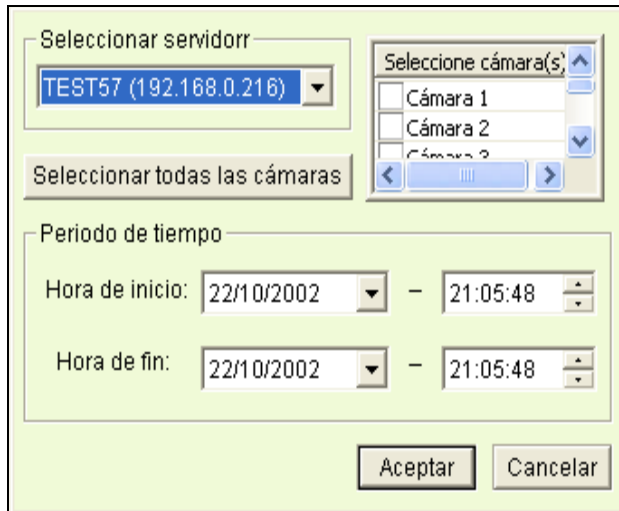 Seleccionar servidorr
TEST57 (192.168.0.216)
Seleccione cámara(s)
Cámara 1
Cámara 2
Cámara 3
Seleccionar todas las cámaras
Periodo de tiempo
Hora de inicio: 22/10/2002 – 21:05:48
Hora de fin: 22/10/2002 – 21:05:48
Aceptar Cancelar